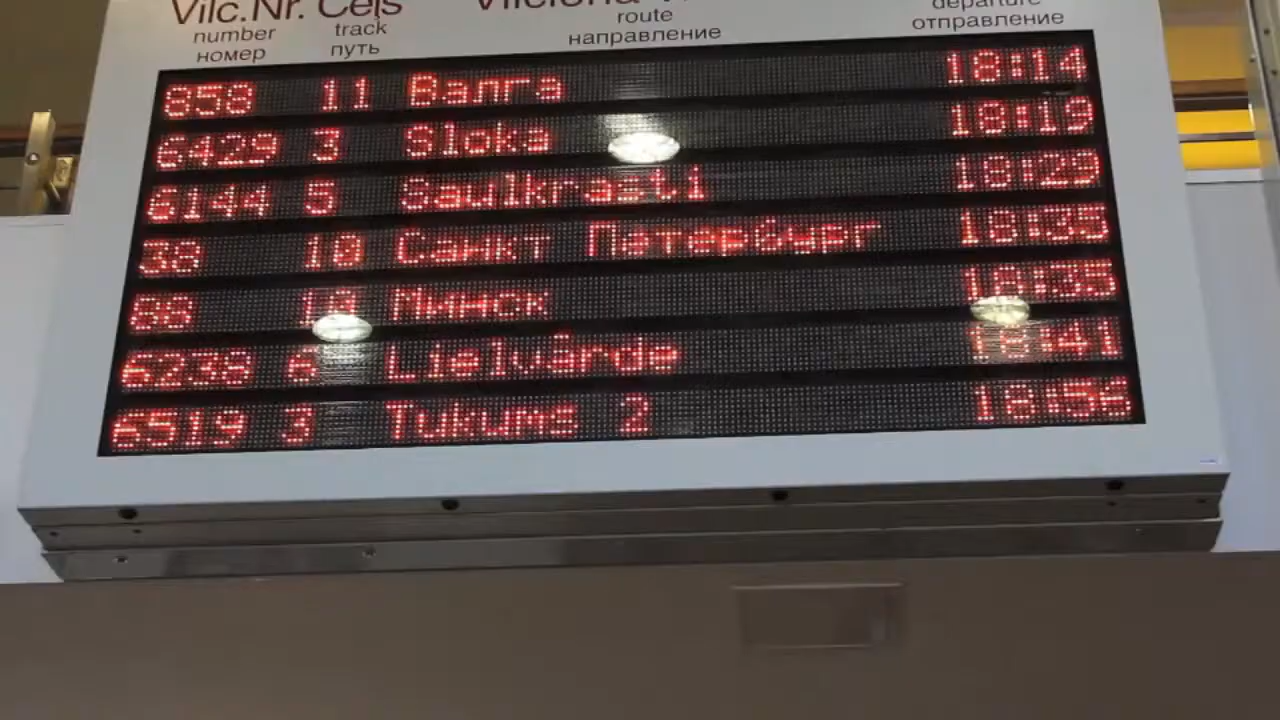 Vilc.Nr. Ceļš
number track route departure
номер путь направление отправление
858 11 Валга 18:14
6429 3 Sloka 18:19
6144 5 Saulkrasti 18:29
38 10 Санкт Петербург 18:35
88 10 Минск 18:35
6238 6 Lielvārde 18:41
6519 3 Tukums 2 18:56